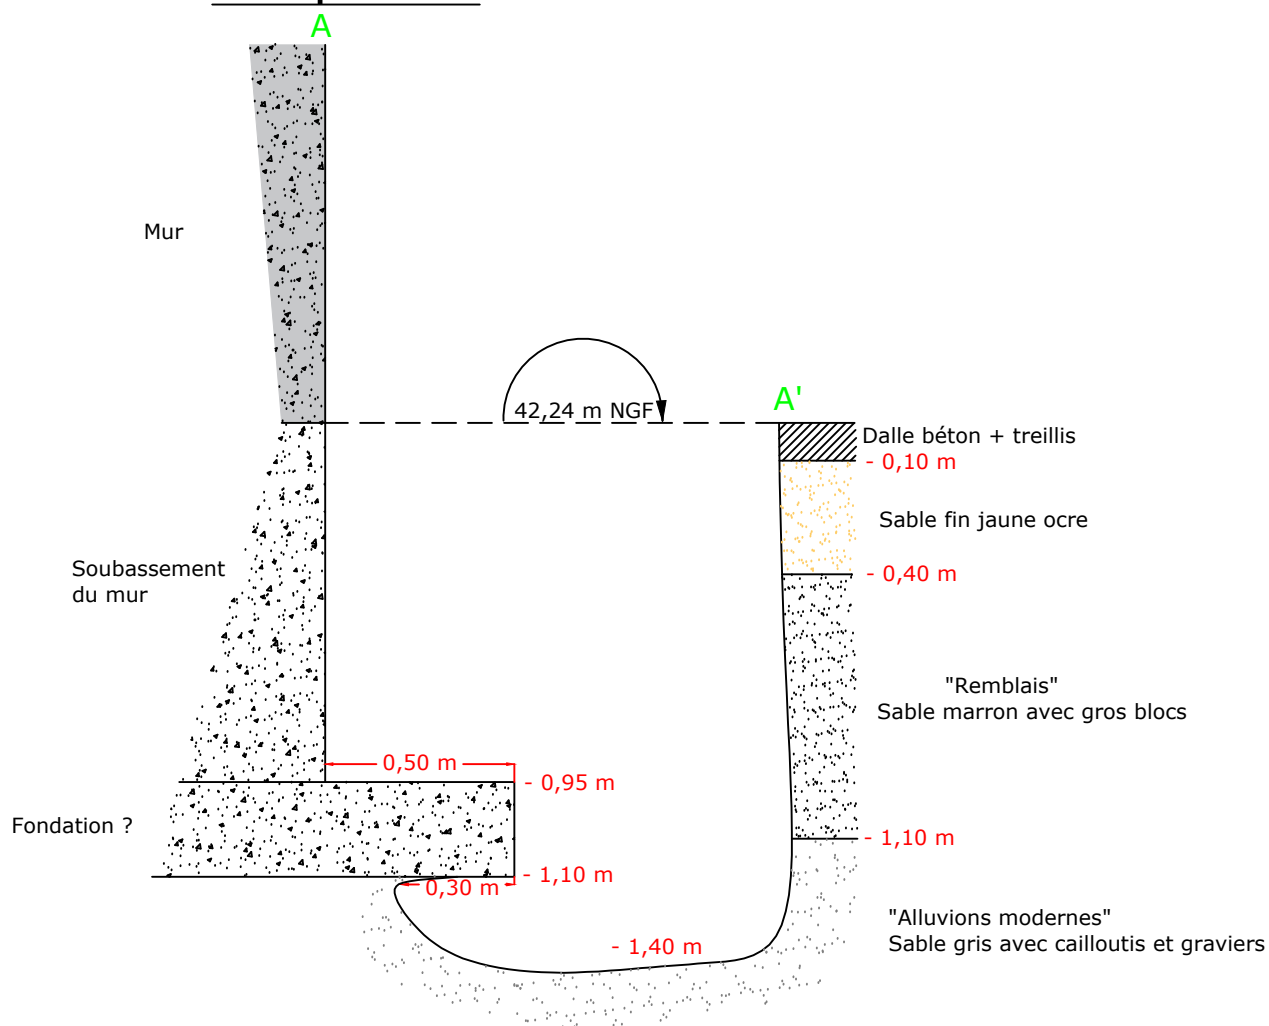 A
Mur
42,24 m NGF
A'
Dalle béton + treillis
- 0,10 m
Sable fin jaune ocre
- 0,40 m
Soubassement
du mur
"Remblais"
Sable marron avec gros blocs
0,50 m
- 0,95 m
Fondation ?
- 1,10 m
- 1,10 m
0,30 m
"Alluvions modernes"
Sable gris avec cailloutis et graviers
- 1,40 m